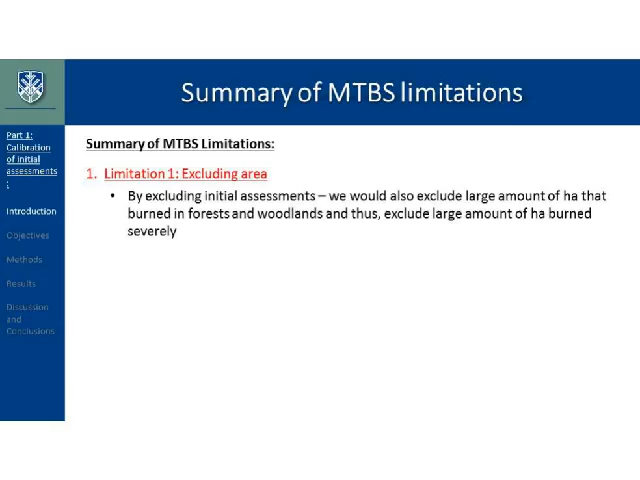 Summary of MTBS limitations
Part 1:
Calibration
of initial
assessments
:
Introduction
Objectives
Methods
Results
Discussion
and
Conclusions
Summary of MTBS Limitations:
1. Limitation 1: Excluding area
• By excluding initial assessments – we would also exclude large amount of ha that
burned in forests and woodlands and thus, exclude large amount of ha burned
severely